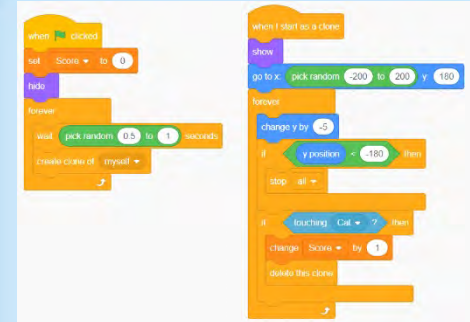 when clicked
set Score to 0
hide
forever
wait pick random 0.5 to 1 seconds
create clone of myself
when I start as a clone
show
go to x: pick random -200 to 200 y: 180
forever
change y by -5
if y position < -180 then
stop all
if touching Cat ? then
change Score by 1
delete this clone